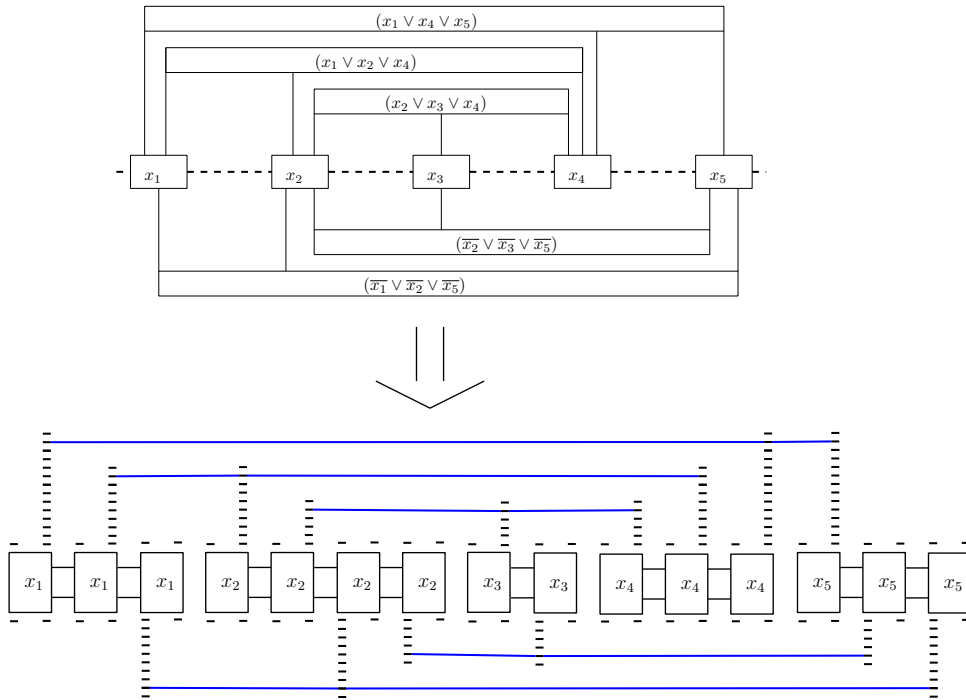 (x₁ ∨ x₄ ∨ x₅)
(x₁ ∨ x₂ ∨ x₄)
(x₂ ∨ x₃ ∨ x₄)
x₁ x₂ x₃ x₄ x₅
(x̅₂ ∨ x̅₃ ∨ x̅₅)
(x̅₁ ∨ x̅₂ ∨ x̅₅)
x₁ x₁ x₁ x₂ x₂ x₂ x₂ x₃ x₃ x₄ x₄ x₄ x₅ x₅ x₅